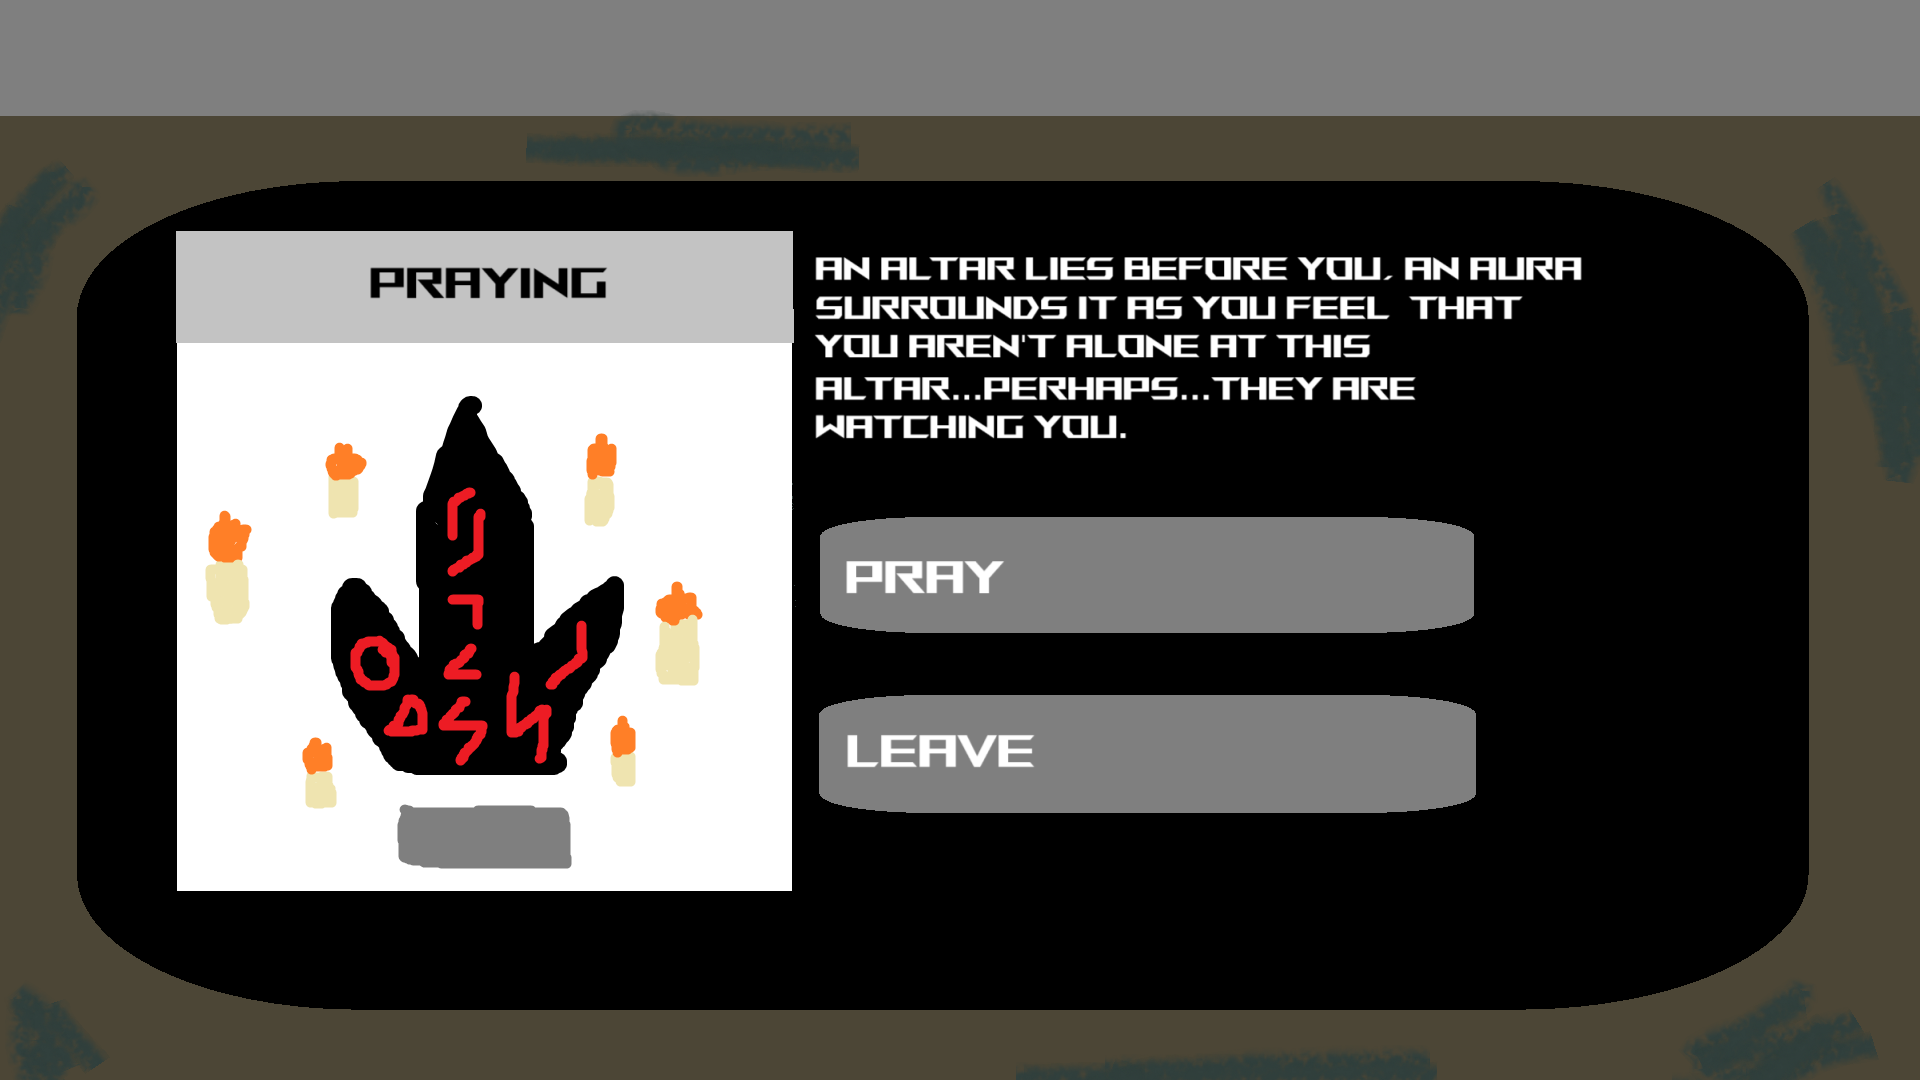 PRAYING
AN ALTAR LIES BEFORE YOU, AN AURA
SURROUNDS IT AS YOU FEEL THAT
YOU AREN'T ALONE AT THIS
ALTAR...PERHAPS...THEY ARE
WATCHING YOU.
PRAY
LEAVE